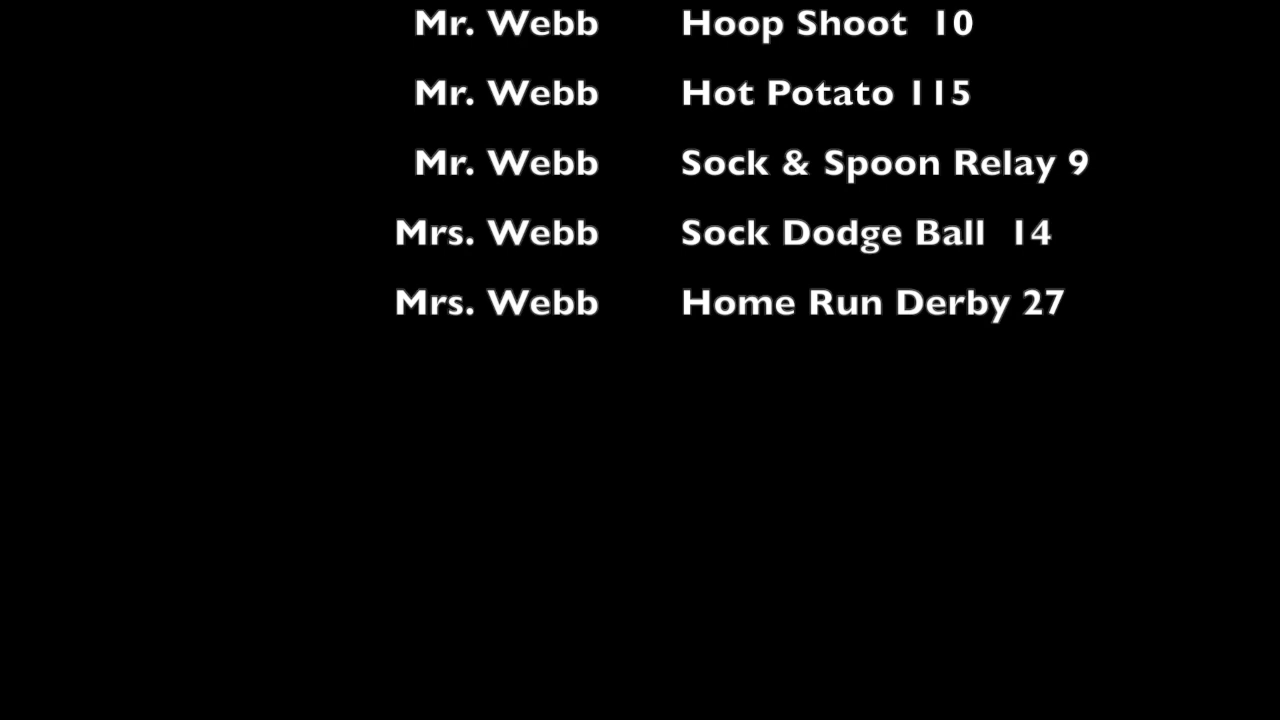 Mr. Webb Hoop Shoot 10
Mr. Webb Hot Potato 115
Mr. Webb Sock & Spoon Relay 9
Mrs. Webb Sock Dodge Ball 14
Mrs. Webb Home Run Derby 27